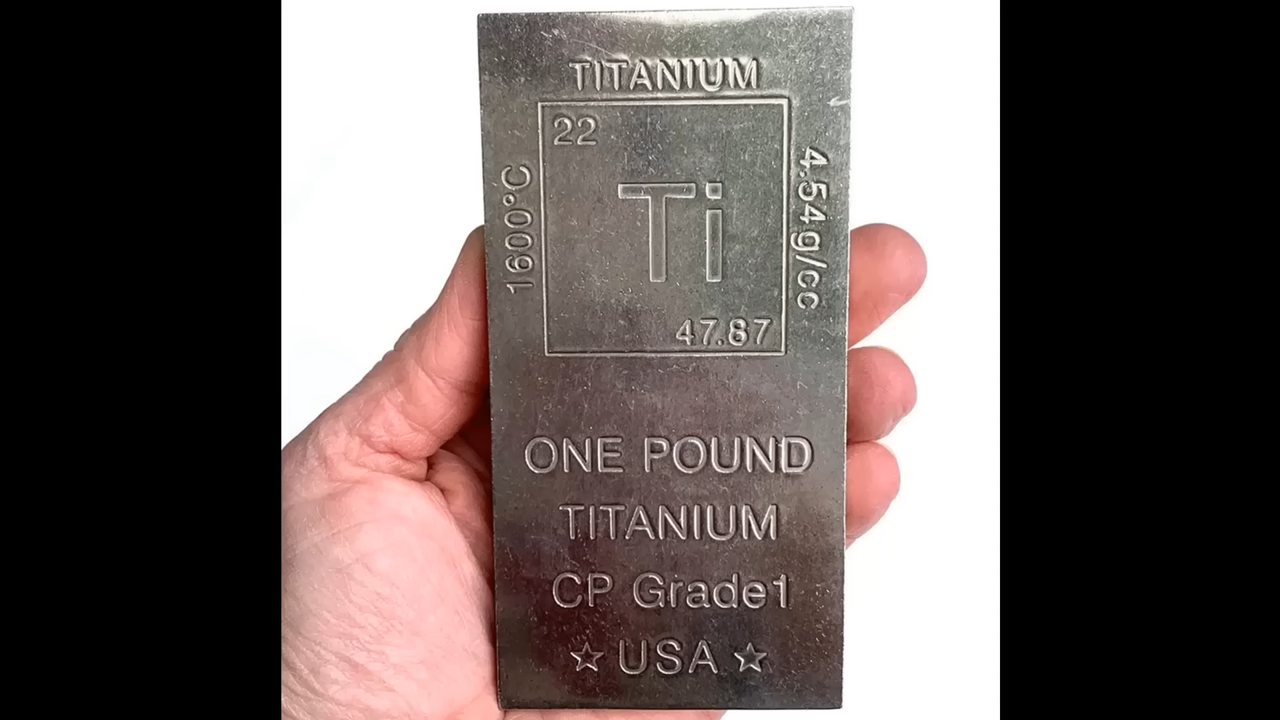 TITANIUM
22
1600°C
Ti
4.54g/cc
47.87
ONE POUND
TITANIUM
CP Grade1
☆ USA ☆